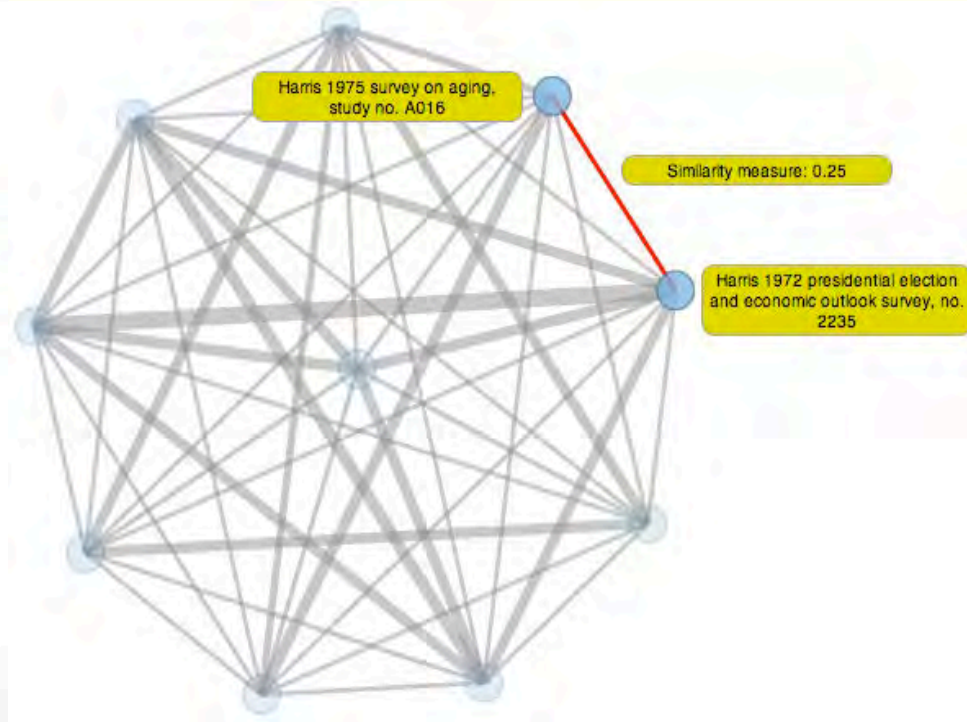 Harris 1975 survey on aging,
study no. A016
Similarity measure: 0.25
Harris 1972 presidential election
and economic outlook survey, no.
2235